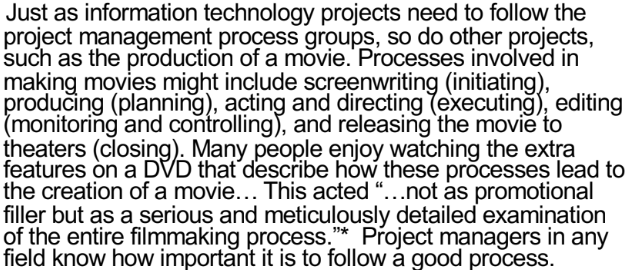 Just as information technology projects need to follow the
project management process groups, so do other projects,
such as the production of a movie. Processes involved in
making movies might include screenwriting (initiating),
producing (planning), acting and directing (executing), editing
(monitoring and controlling), and releasing the movie to
theaters (closing). Many people enjoy watching the extra
features on a DVD that describe how these processes lead to
the creation of a movie… This acted “…not as promotional
filler but as a serious and meticulously detailed examination
of the entire filmmaking process.”* Project managers in any
field know how important it is to follow a good process.